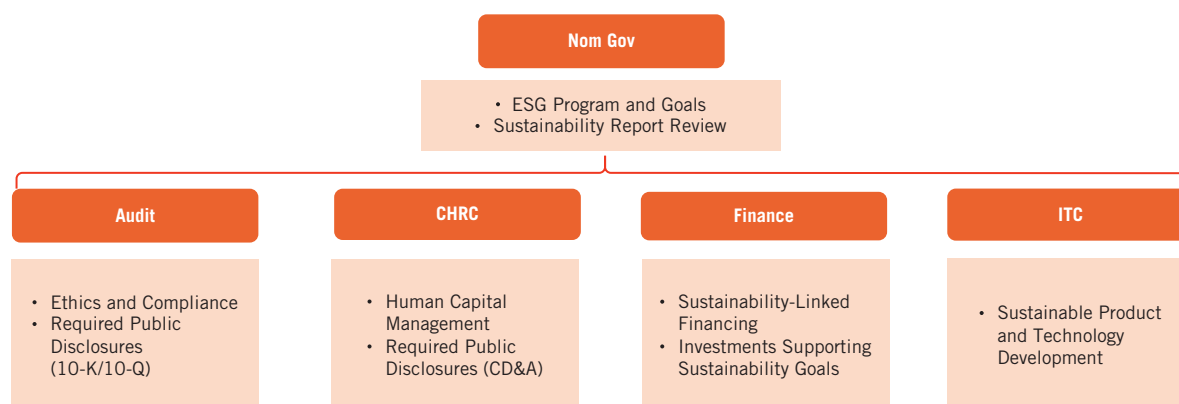 Nom Gov
• ESG Program and Goals
• Sustainability Report Review
Audit
CHRC
Finance
ITC
• Ethics and Compliance
• Required Public
Disclosures
(10-K/10-Q)
• Human Capital
Management
• Required Public
Disclosures (CD&A)
• Sustainability-Linked
Financing
• Investments Supporting
Sustainability Goals
• Sustainable Product
and Technology
Development